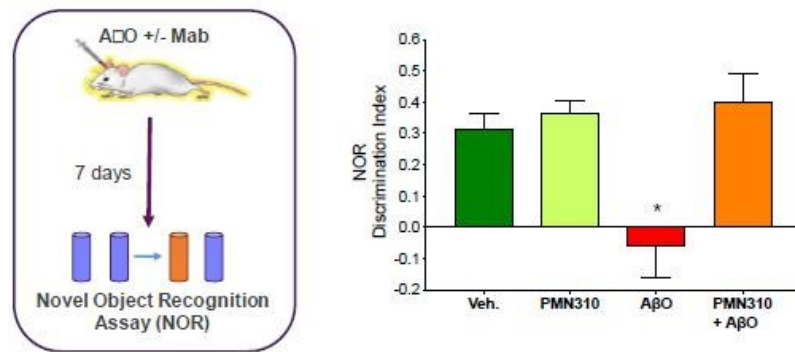 A□O +/- Mab
7 days
Novel Object Recognition
Assay (NOR)
NOR
Discrimination Index
0.6
0.5
0.4
0.3
0.2
0.1
0.0
-0.1
-0.2
*
Veh.
PMN310
AβO
PMN310
+ AβO